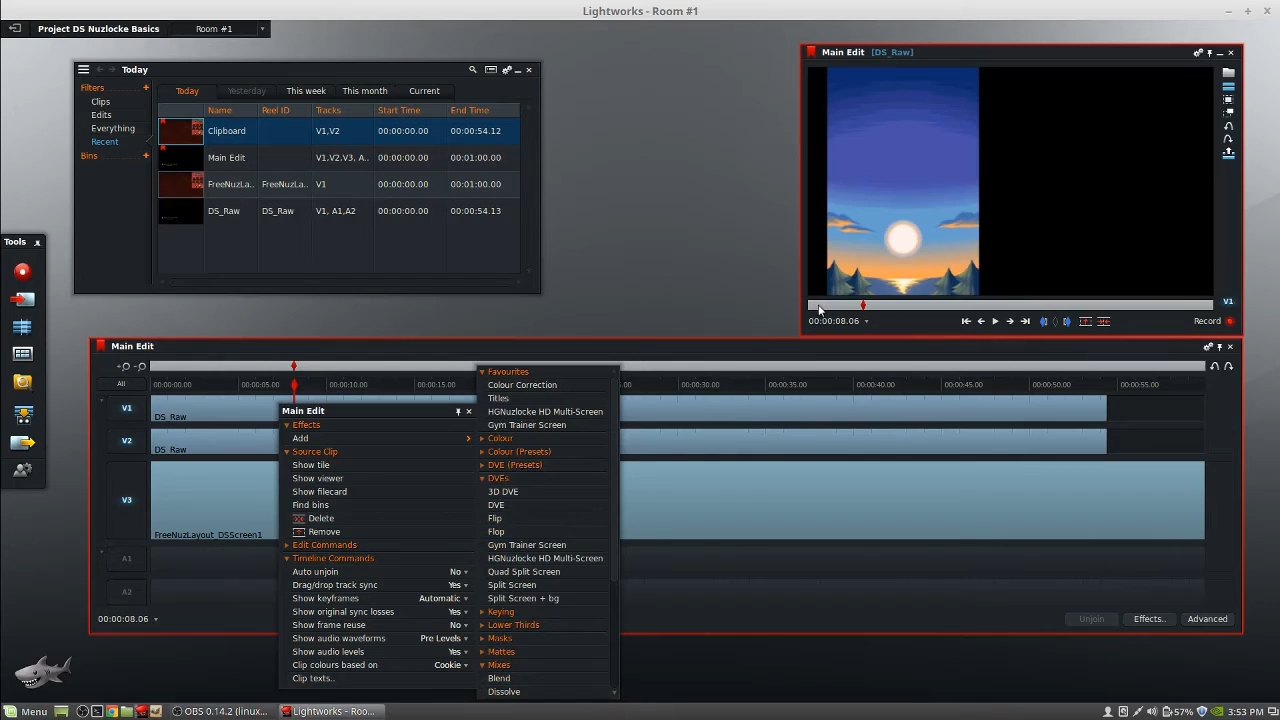 Lightworks - Room #1
Project DS Nuzlocke Basics
Room #1
Today
Filters
Clips
Edits
Everything
Recent
Bins
Today Yesterday This week This month Current
Name Reel ID Tracks Start Time End Time
Clipboard V1,V2 00:00:00.00 00:00:54.12
Main Edit V1,V2.V3, A.. 00:00:00.00 00:01:00.00
FreeNuzLa.. FreeNuzLa.. V1 00:00:00.00 00:01:00.00
DS_Raw DS_Raw V1, A1,A2 00:00:00.00 00:00:54.13
Main Edit [DS_Raw]
V1
00:00:08.06
Record
Tools
Main Edit
All
00:00:00.00 00:00:05.00 00:00:10.00 00:00:15.00 5.00 00:00:30.00 00:00:35.00 00:00:40.00 00:00:45.00 00:00:50.00 00:00:55.00
V1
DS_Raw
V2
DS_Raw
V3
FreeNuzLayout_DSScreen1
A1
A2
00:00:08.06
Unjoin
Effects..
Advanced
Main Edit
Effects
Add
Source Clip
Show tile
Show viewer
Show filecard
Find bins
Delete
Remove
Edit Commands
Timeline Commands
Auto unjoin No
Drag/drop track sync Yes
Show keyframes Automatic
Show original sync losses Yes
Show frame reuse No
Show audio waveforms Pre Levels
Show audio levels Yes
Clip colours based on Cookie
Clip texts..
Favourites
Colour Correction
Titles
HGNuzlocke HD Multi-Screen
Gym Trainer Screen
Colour
Colour (Presets)
DVE (Presets)
DVEs
3D DVE
DVE
Flip
Flop
Gym Trainer Screen
HGNuzlocke HD Multi-Screen
Quad Split Screen
Split Screen
Split Screen + bg
Keying
Lower Thirds
Masks
Mattes
Mixes
Blend
Dissolve
Menu
OBS 0.14.2 (linux...
Lightworks - Roo...
57%
3:53 PM